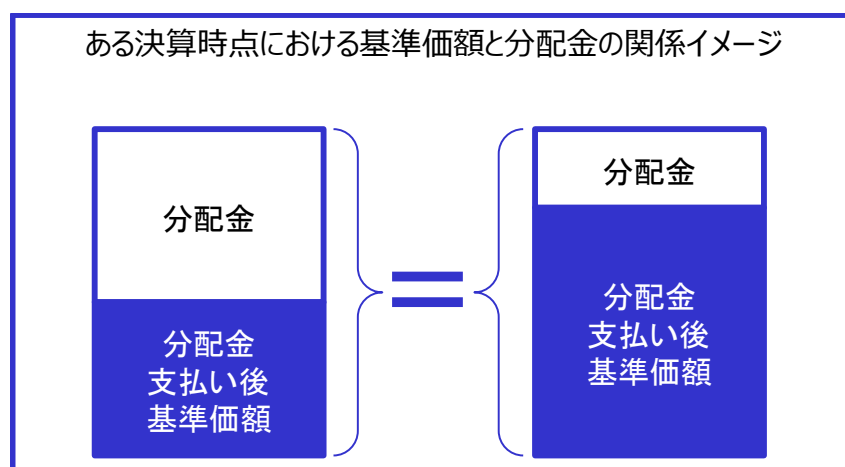 ある決算時点における基準価額と分配金の関係イメージ
分配金
分配金
支払い後
基準価額
=
分配金
分配金
支払い後
基準価額